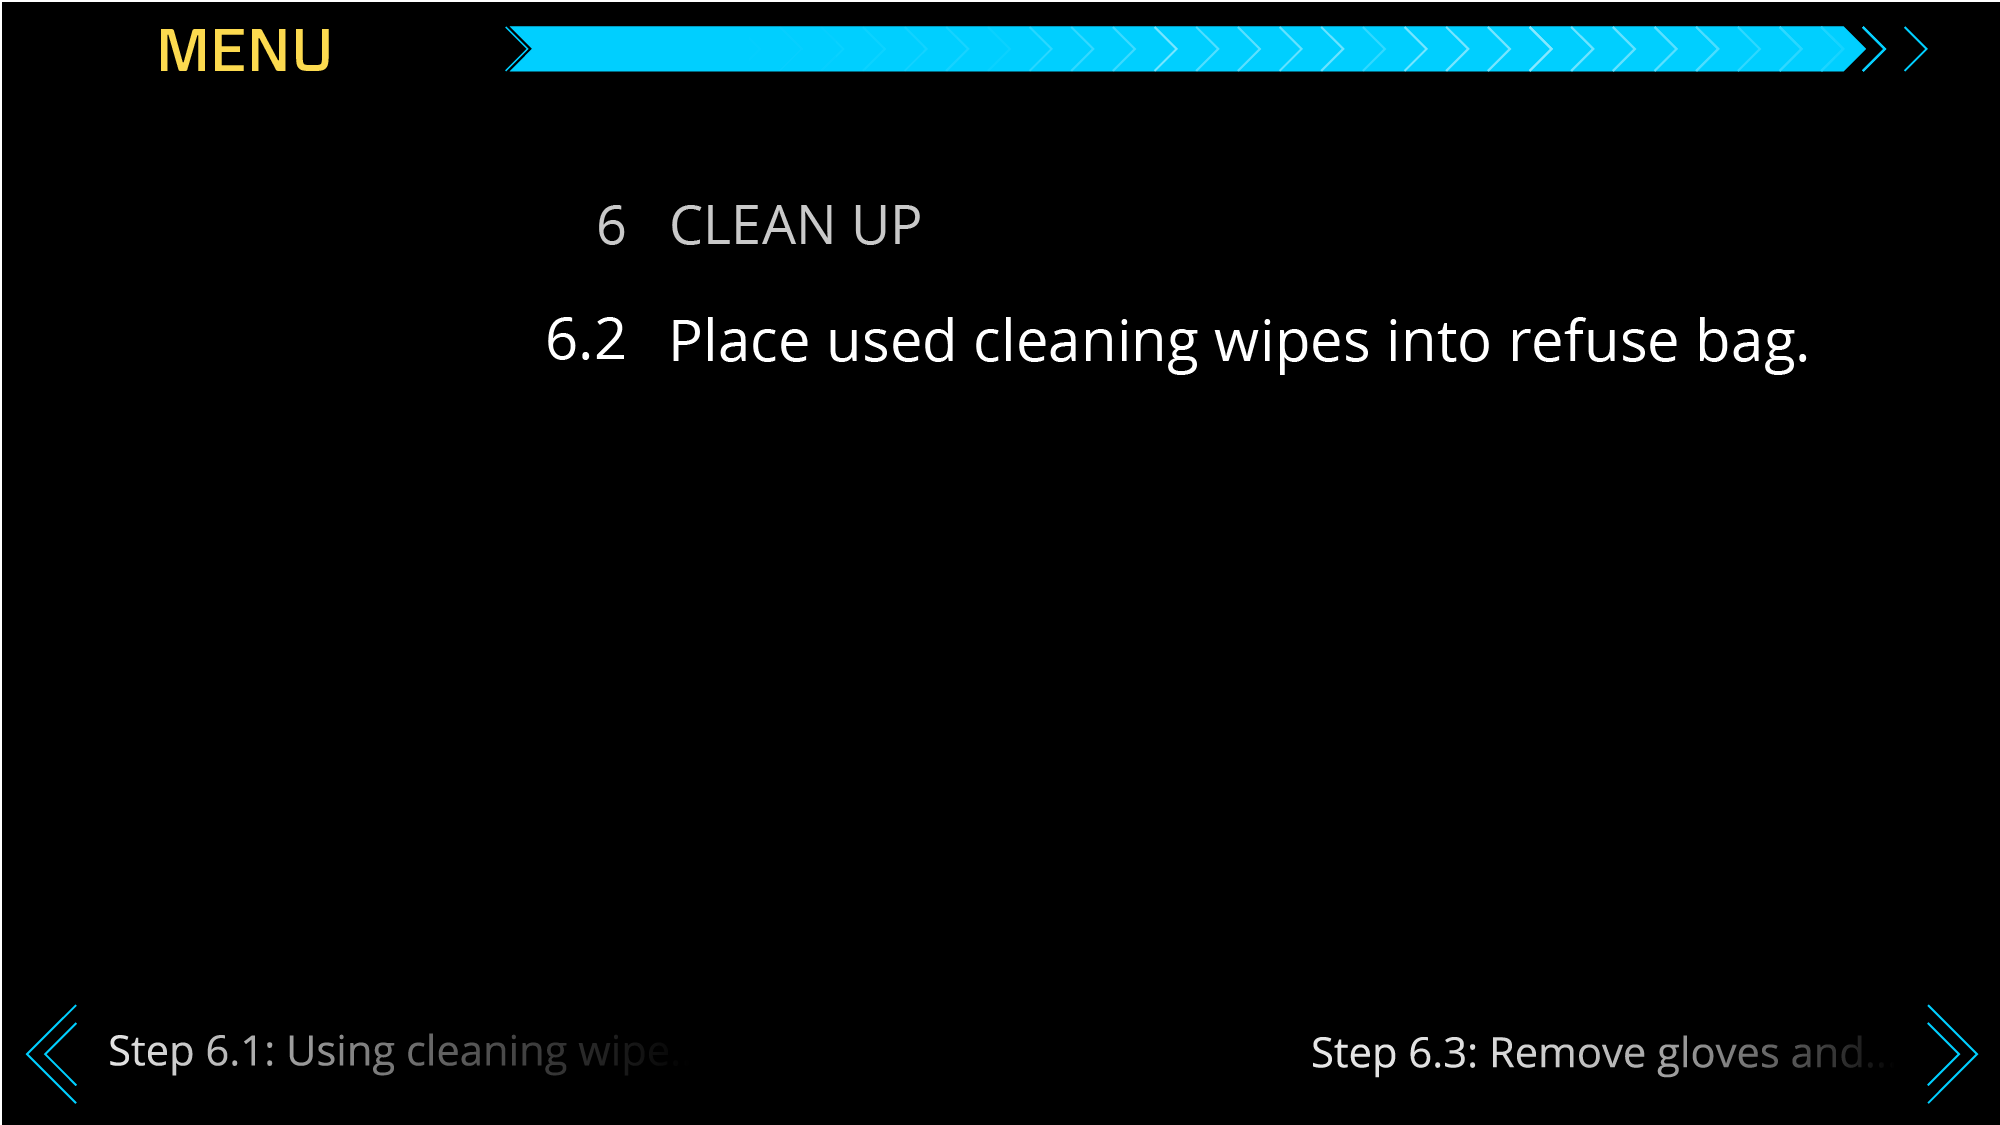 MENU
6 CLEAN UP
6.2 Place used cleaning wipes into refuse bag.
Step 6.1: Using cleaning wipe.
Step 6.3: Remove gloves and...